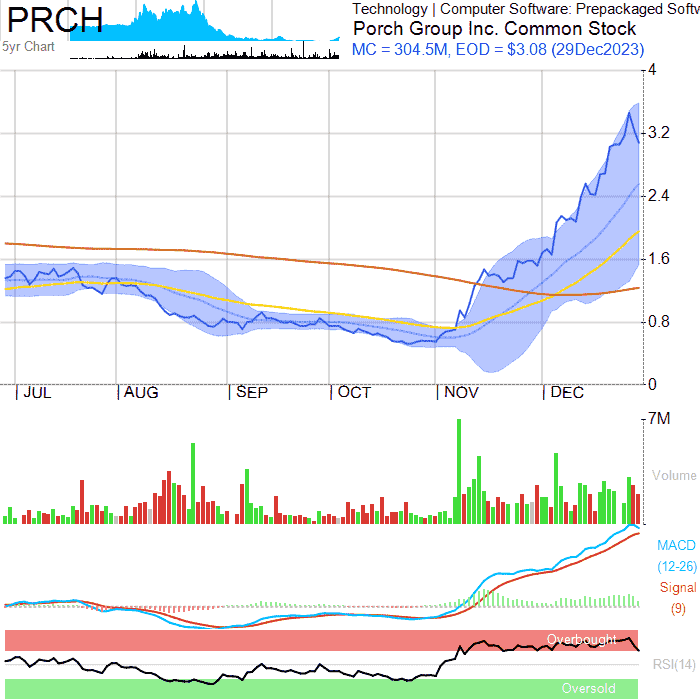 PRCH
5yr Chart
Technology | Computer Software: Prepackaged Softw
Porch Group Inc. Common Stock
MC = 304.5M, EOD = $3.08 (29Dec2023)
4
3.2
2.4
1.6
0.8
0
JUL AUG SEP OCT NOV DEC
7M
Volume
MACD
(12-26)
Signal
(9)
Overbought
RSI(14)
Oversold